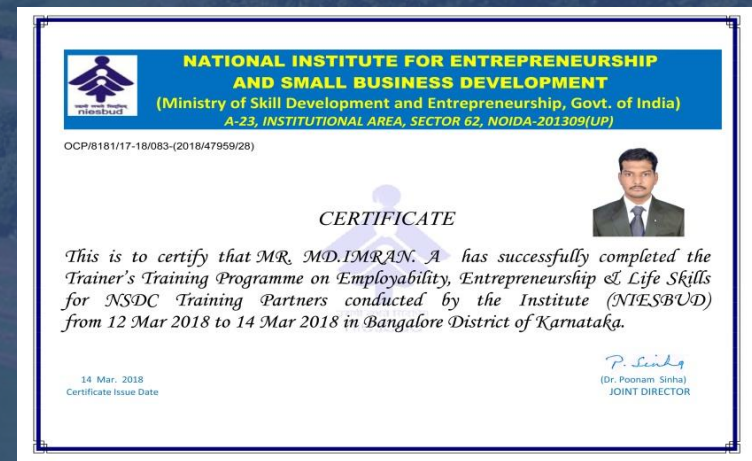 NATIONAL INSTITUTE FOR ENTREPRENEURSHIP
AND SMALL BUSINESS DEVELOPMENT
(Ministry of Skill Development and Entrepreneurship, Govt. of India)
A-23, INSTITUTIONAL AREA, SECTOR 62, NOIDA-201309(UP)
niesbud
OCP/8181/17-18/083-(2018/47959/28)
CERTIFICATE
This is to certify that MR. MD.IMRAN. A has successfully completed the
Trainer's Training Programme on Employability, Entrepreneurship & Life Skills
for NSDC Training Partners conducted by the Institute (NIESBUD)
from 12 Mar 2018 to 14 Mar 2018 in Bangalore District of Karnataka.
P. Sinha
14 Mar. 2018
Certificate Issue Date
(Dr. Poonam Sinha)
JOINT DIRECTOR